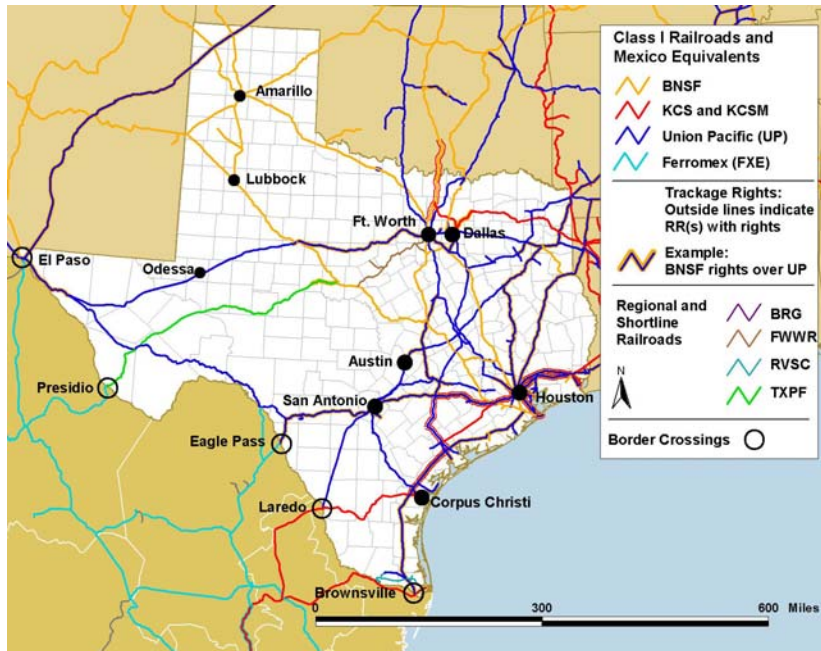 Class I Railroads and
Mexico Equivalents
BNSF
KCS and KCSM
Union Pacific (UP)
Ferromex (FXE)
Trackage Rights:
Outside lines indicate
RR(s) with rights
Example:
BNSF rights over UP
Regional and
Shortline
Railroads
BRG
FWWR
RVSC
TXPF
N
Border Crossings
Amarillo
Lubbock
Ft. Worth
Dallas
El Paso
Odessa
Austin
Presidio
San Antonio
Houston
Eagle Pass
Laredo
Corpus Christi
Brownsville
0 300 600 Miles